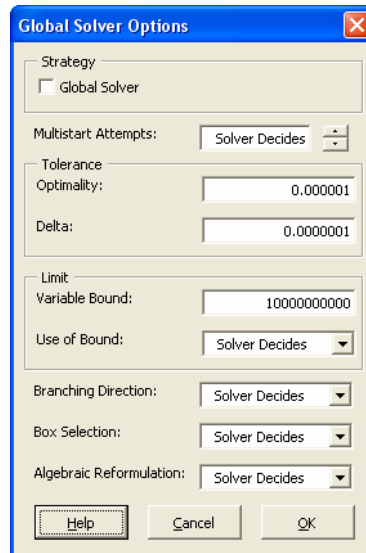 Global Solver Options
Strategy
Global Solver
Multistart Attempts: Solver Decides
Tolerance
Optimality: 0.000001
Delta: 0.0000001
Limit
Variable Bound: 10000000000
Use of Bound: Solver Decides
Branching Direction: Solver Decides
Box Selection: Solver Decides
Algebraic Reformulation: Solver Decides
Help Cancel OK